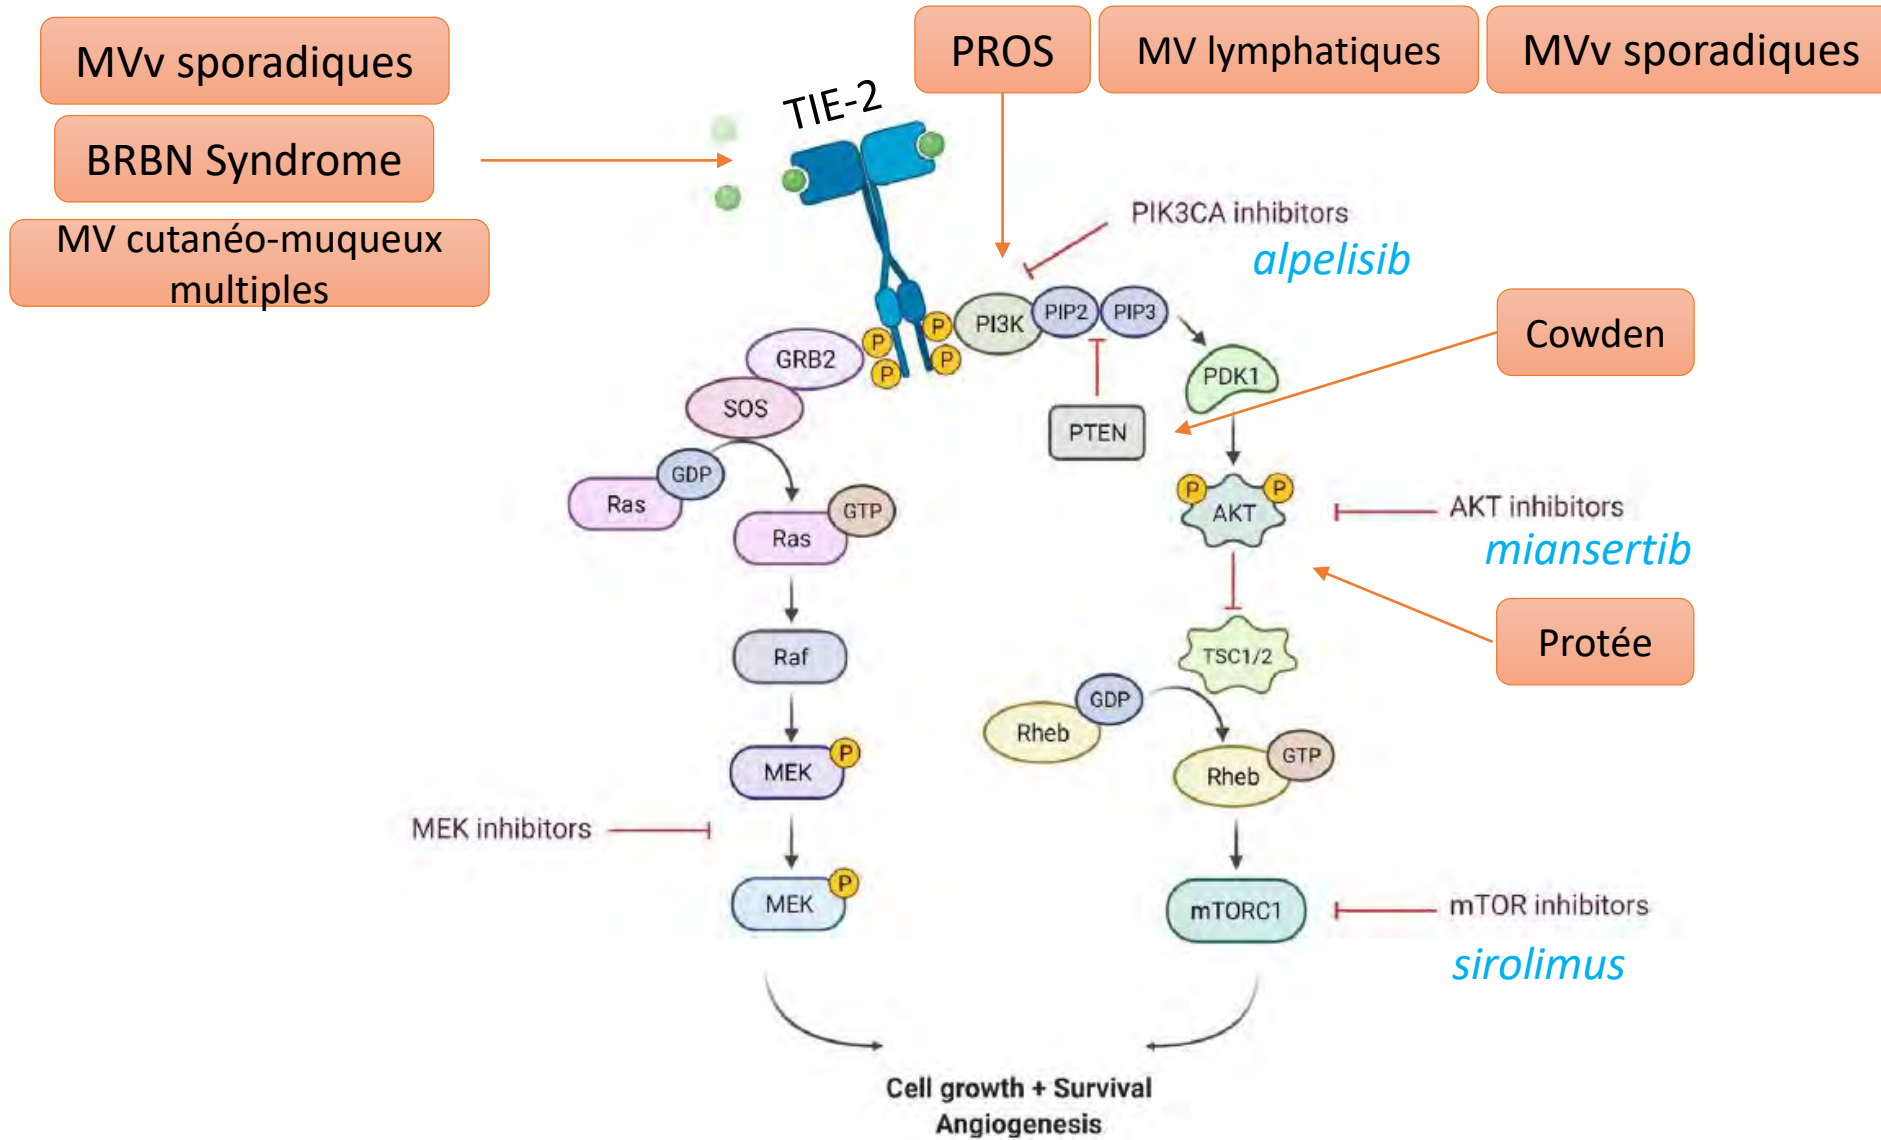 MVv sporadiques
BRBN Syndrome
MV cutanéo-muqueux
multiples
TIE-2
PROS
MV lymphatiques
MVv sporadiques
PIK3CA inhibitors
alpelisib
GRB2
SOS
P
P
P
P
PI3K
PIP2
PIP3
PDK1
PTEN
Cowden
Ras
GDP
Ras
GTP
P
P
AKT
AKT inhibitors
miansertib
Protée
Raf
TSC1/2
Rheb
GDP
Rheb
GTP
MEK
P
MEK inhibitors
MEK
P
mTORC1
mTOR inhibitors
sirolimus
Cell growth + Survival
Angiogenesis